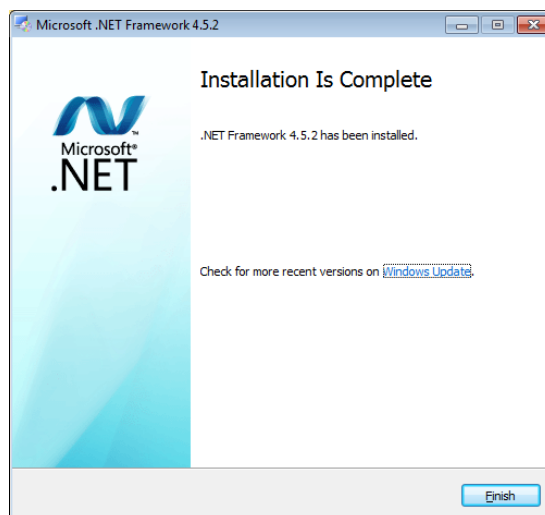 Microsoft .NET Framework 4.5.2
Installation Is Complete
Microsoft®
.NET™
.NET Framework 4.5.2 has been installed.
Check for more recent versions on Windows Update.
Finish